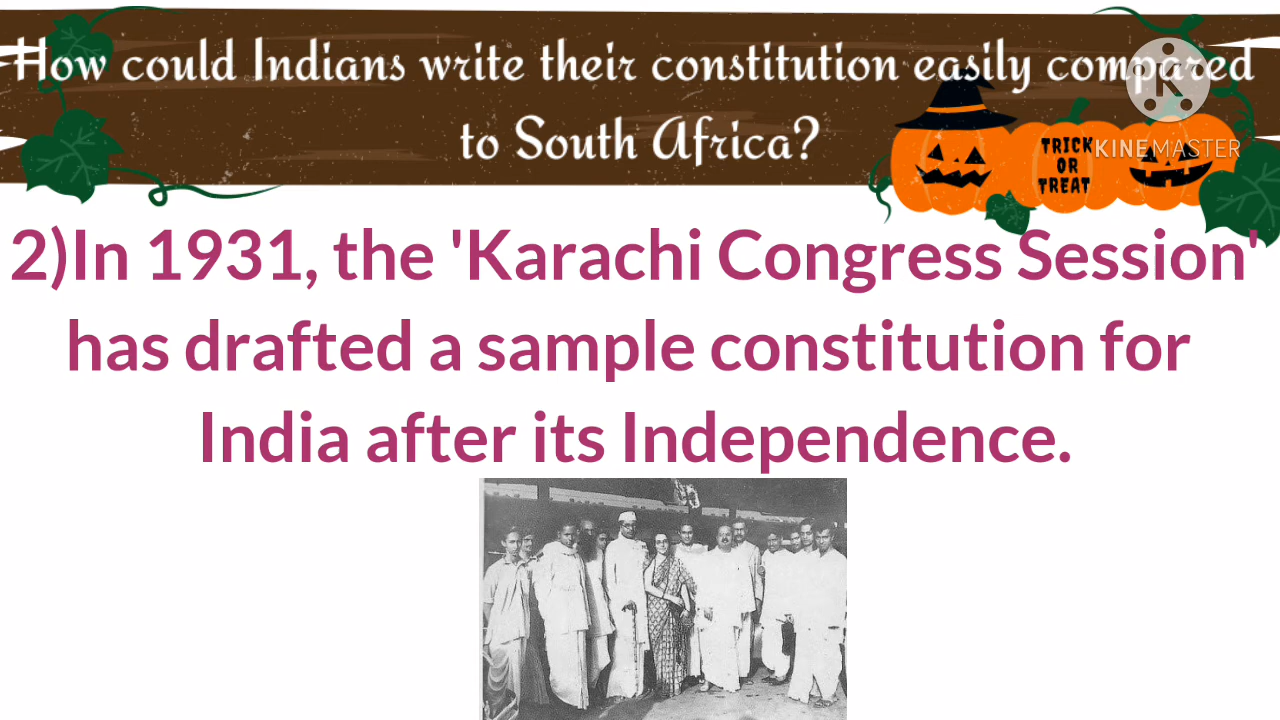 How could Indians write their constitution easily compared
to South Africa?
TRICK
OR
TREAT
K
KINEMASTER
2)In 1931, the 'Karachi Congress Session'
has drafted a sample constitution for
India after its Independence.